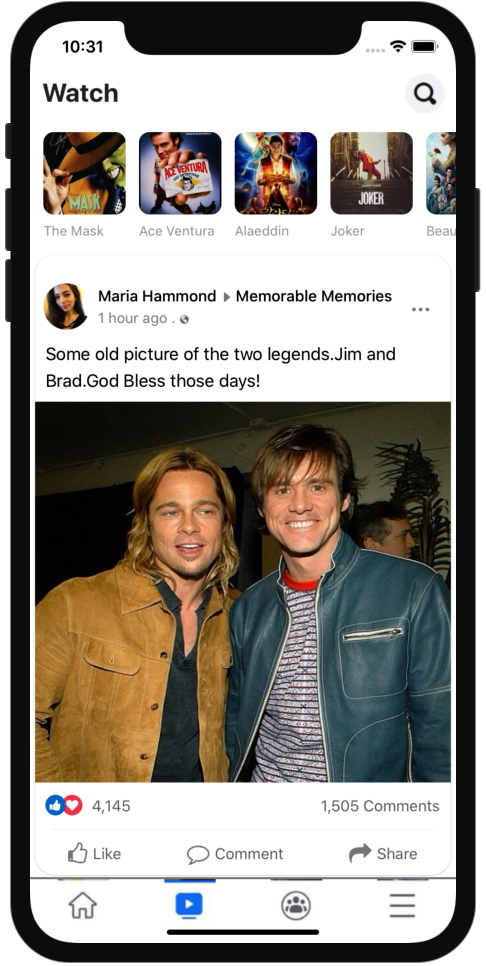 10:31
Watch
MASK
ACE VENTURA
JOKER
The Mask
Ace Ventura
Alaeddin
Joker
Beau
Maria Hammond ▸ Memorable Memories
1 hour ago .
Some old picture of the two legends.Jim and
Brad.God Bless those days!
4,145
1,505 Comments
Like
Comment
Share